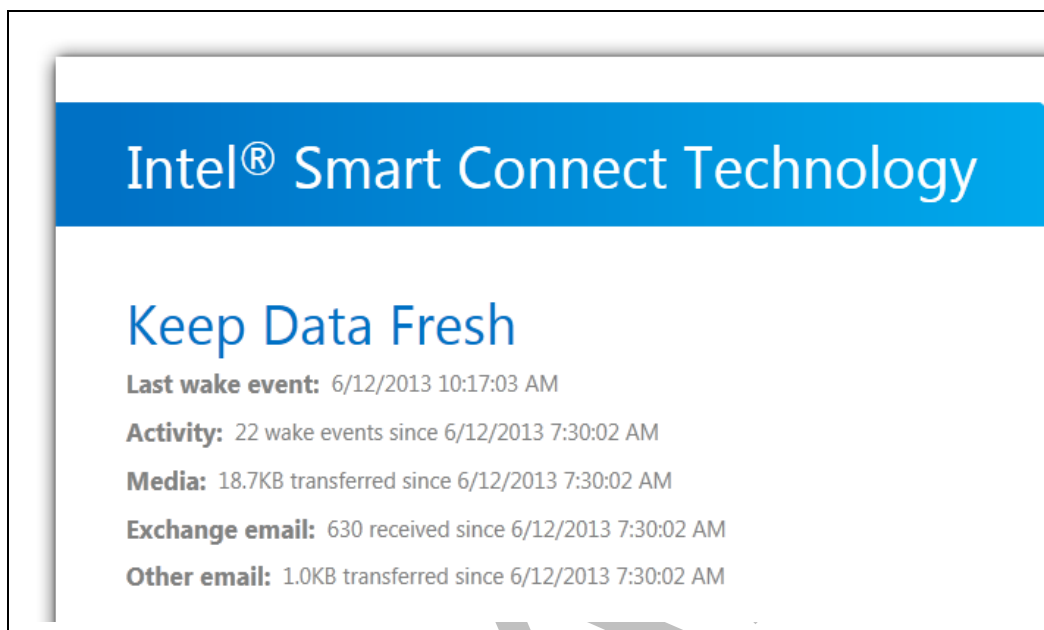 Intel® Smart Connect Technology
Keep Data Fresh
Last wake event: 6/12/2013 10:17:03 AM
Activity: 22 wake events since 6/12/2013 7:30:02 AM
Media: 18.7KB transferred since 6/12/2013 7:30:02 AM
Exchange email: 630 received since 6/12/2013 7:30:02 AM
Other email: 1.0KB transferred since 6/12/2013 7:30:02 AM